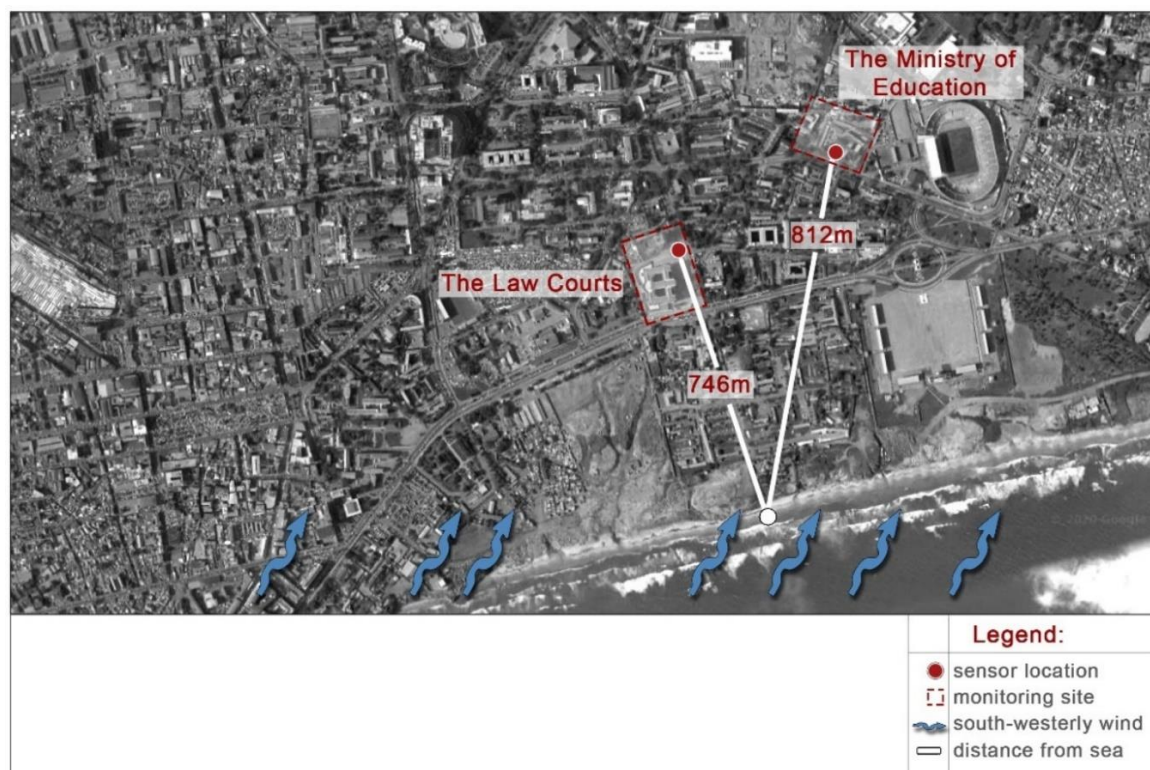 The Ministry of
Education
812m
The Law Courts
746m
© 2020 Google
Legend:
sensor location
monitoring site
south-westerly wind
distance from sea